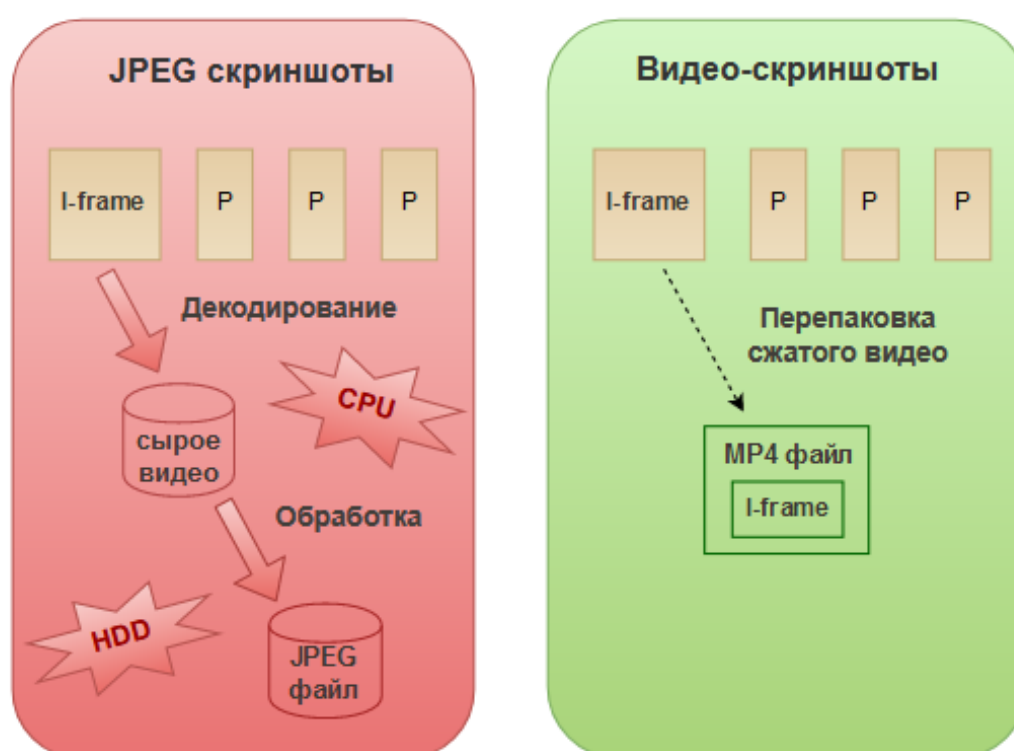 JPEG скриншоты
I-frame
P
P
P
Декодирование
CPU
сырое
видео
Обработка
HDD
JPEG
файл
Видео-скриншоты
I-frame
P
P
P
Перепаковка
сжатого видео
MP4 файл
I-frame